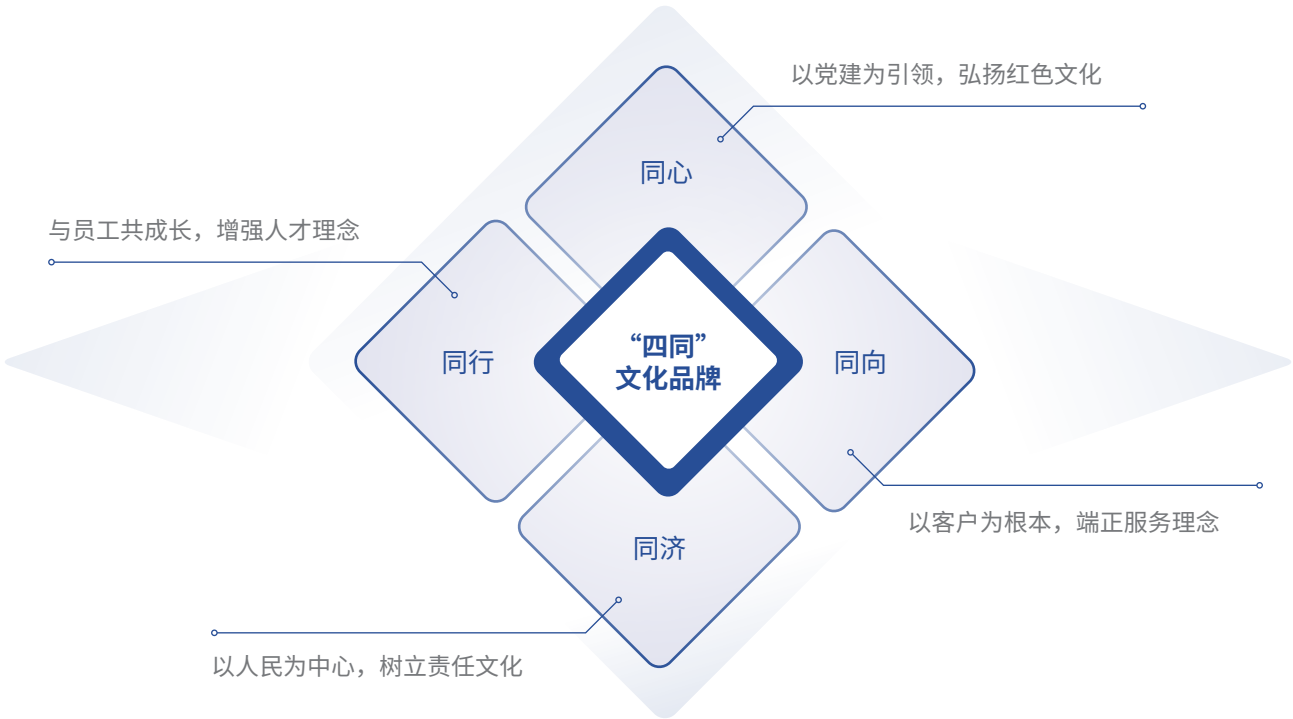 以党建为引领，弘扬红色文化
同心
与员工共成长，增强人才理念
同行
“四同”
文化品牌
同向
以客户为根本，端正服务理念
同济
以人民为中心，树立责任文化